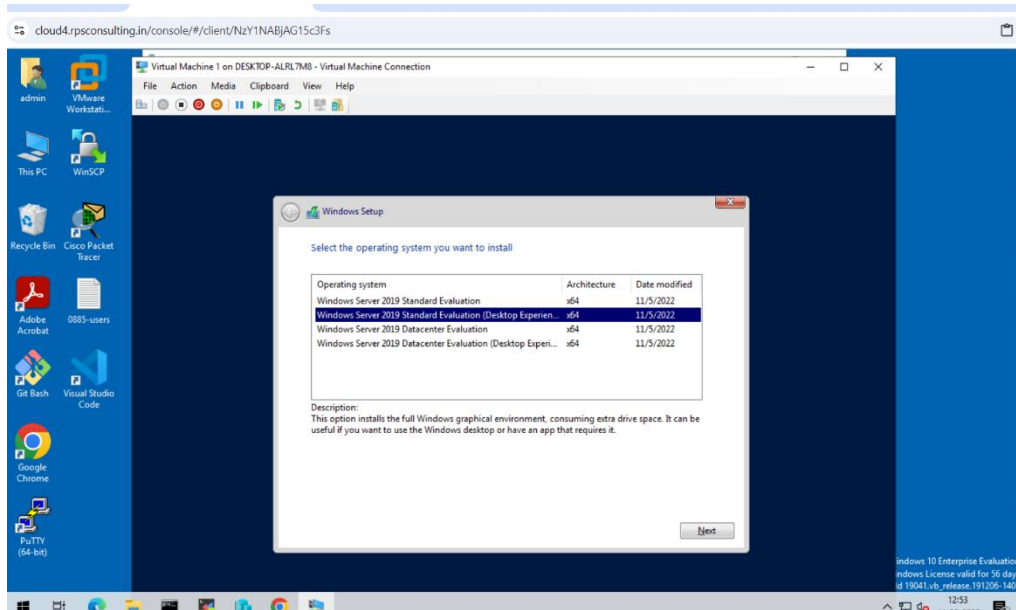 cloud4.rpsconsulting.in/console/#/client/NzY1NABjAG15c3Fs
Virtual Machine 1 on DESKTOP-ALRL7M8 - Virtual Machine Connection
File Action Media Clipboard View Help
admin
VMware
Workstati...
This PC
WinSCP
Recycle Bin
Cisco Packet
Tracer
Adobe
Acrobat
0885-users
Git Bash
Visual Studio
Code
Google
Chrome
PuTTY
(64-bit)
Windows Setup
Select the operating system you want to install
Operating system Architecture Date modified
Windows Server 2019 Standard Evaluation x64 11/5/2022
Windows Server 2019 Standard Evaluation (Desktop Experien... x64 11/5/2022
Windows Server 2019 Datacenter Evaluation x64 11/5/2022
Windows Server 2019 Datacenter Evaluation (Desktop Experi... x64 11/5/2022
Description:
This option installs the full Windows graphical environment, consuming extra drive space. It can be
useful if you want to use the Windows desktop or have an app that requires it.
Next
indows 10 Enterprise Evaluation
indows License valid for 56 day
ld 19041.vb_release.191206-140
12:53